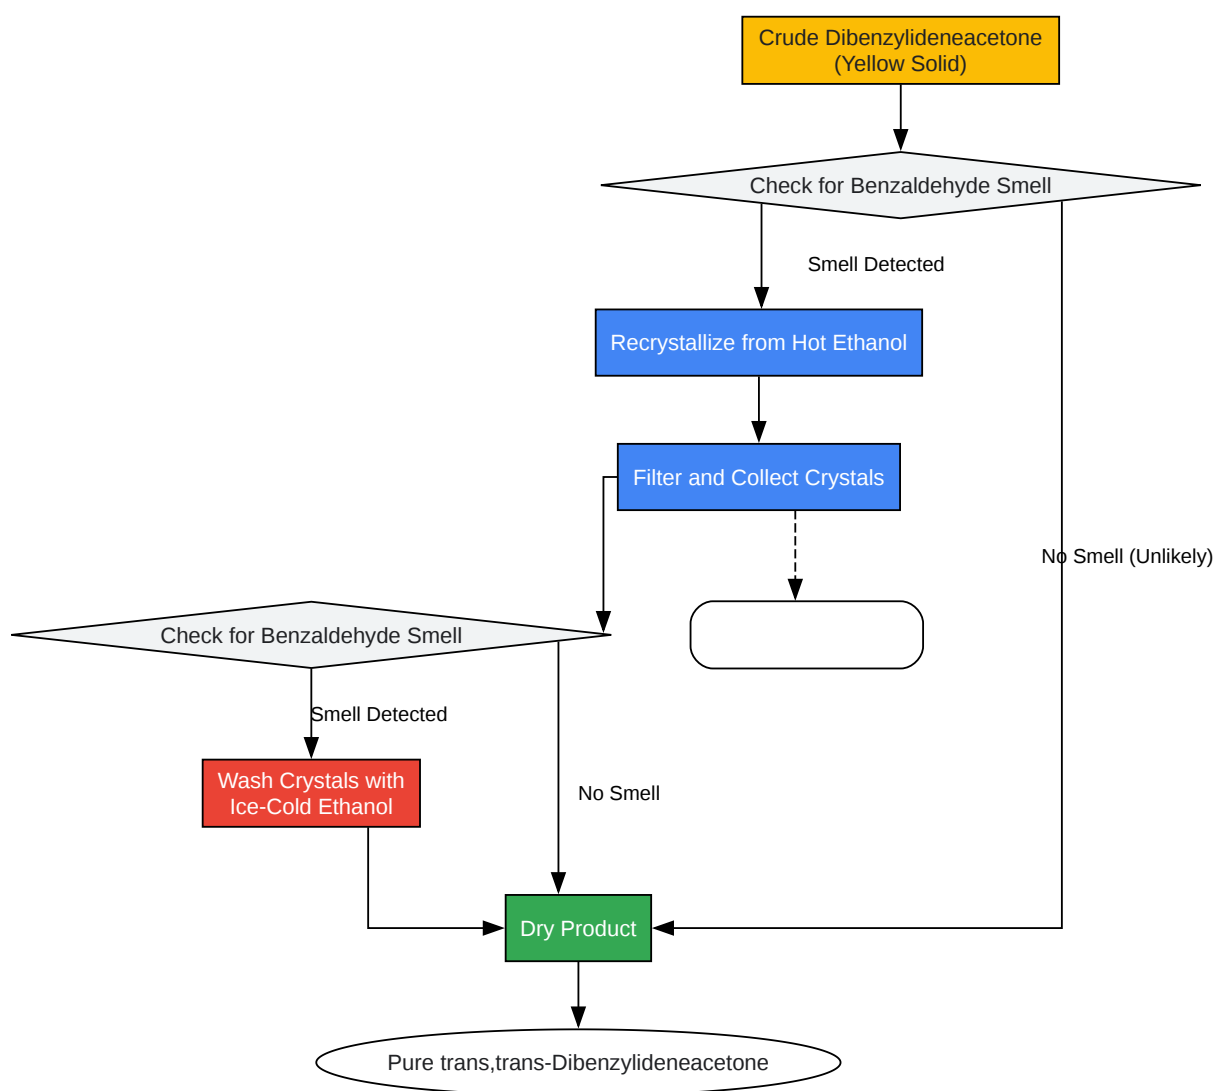 Crude Dibenzylideneacetone
(Yellow Solid)
Check for Benzaldehyde Smell
Smell Detected
Recrystallize from Hot Ethanol
Filter and Collect Crystals
No Smell (Unlikely)
Check for Benzaldehyde Smell
Smell Detected
Wash Crystals with
Ice-Cold Ethanol
No Smell
Dry Product
Pure trans,trans-Dibenzylideneacetone